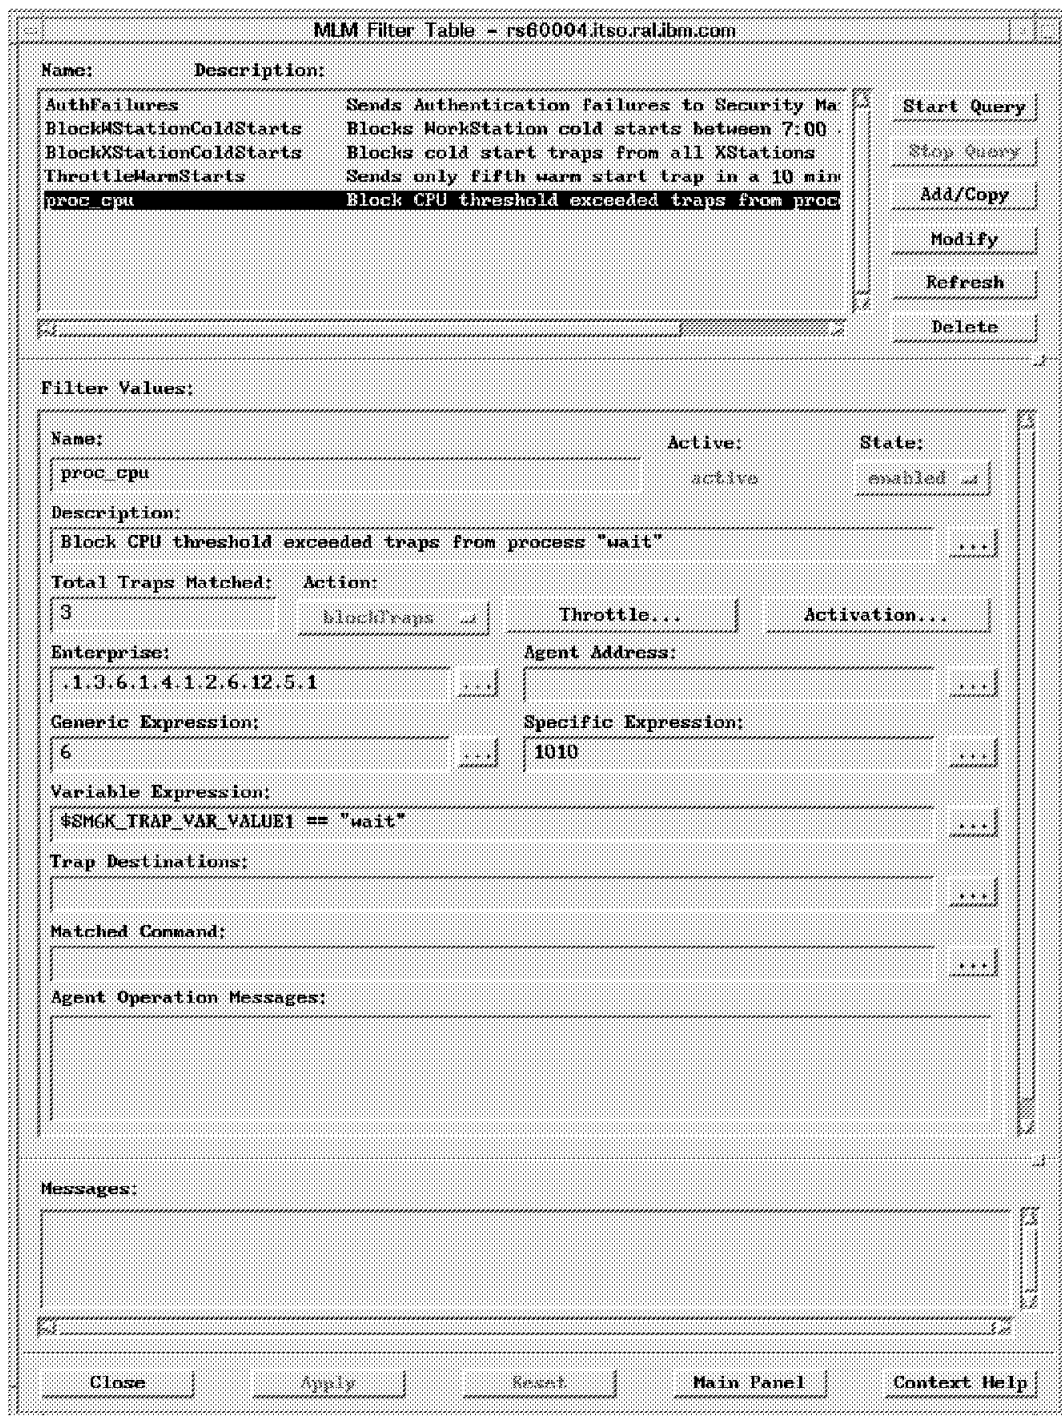 MLM Filter Table - rs60004.itso.ral.ibm.com
Name: Description:
AuthFailures Sends Authentication failures to Security Ma
BlockWStationColdStarts Blocks WorkStation cold starts between 7:00
BlockXStationColdStarts Blocks cold start traps from all XStations
ThrottleWarmStarts Sends only fifth warm start trap in a 10 min
proc_cpu Block CPU threshold exceeded traps from proc
Start Query
Stop Query
Add/Copy
Modify
Refresh
Delete
Filter Values:
Name: Active: State:
proc_cpu active enabled
Description:
Block CPU threshold exceeded traps from process "wait" ...
Total Traps Matched: Action:
3 blockTraps Throttle... Activation...
Enterprise: Agent Address:
.1.3.6.1.4.1.2.6.12.5.1 ... ...
Generic Expression: Specific Expression:
6 ... 1010 ...
Variable Expression:
$SM6K_TRAP_VAR_VALUE1 == "wait" ...
Trap Destinations:
...
Matched Command:
...
Agent Operation Messages:
Messages:
Close Apply Reset Main Panel Context Help